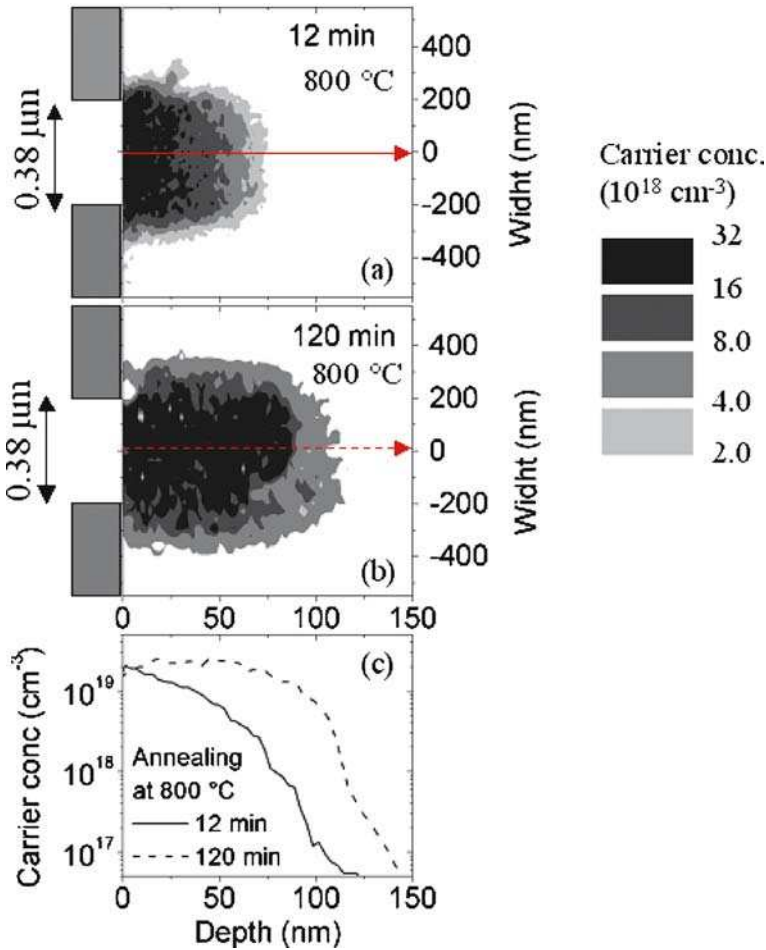 12 min
800 °C
0.38 μm
400
200
0
-200
-400
Widht (nm)
(a)
Carrier conc.
(10¹⁸ cm⁻³)
32
16
8.0
4.0
2.0
120 min
800 °C
0.38 μm
400
200
0
-200
-400
Widht (nm)
(b)
0 50 100 150
(c)
Carrier conc (cm⁻³)
10¹⁹
10¹⁸
10¹⁷
Annealing
at 800 °C
12 min
120 min
0 50 100 150
Depth (nm)